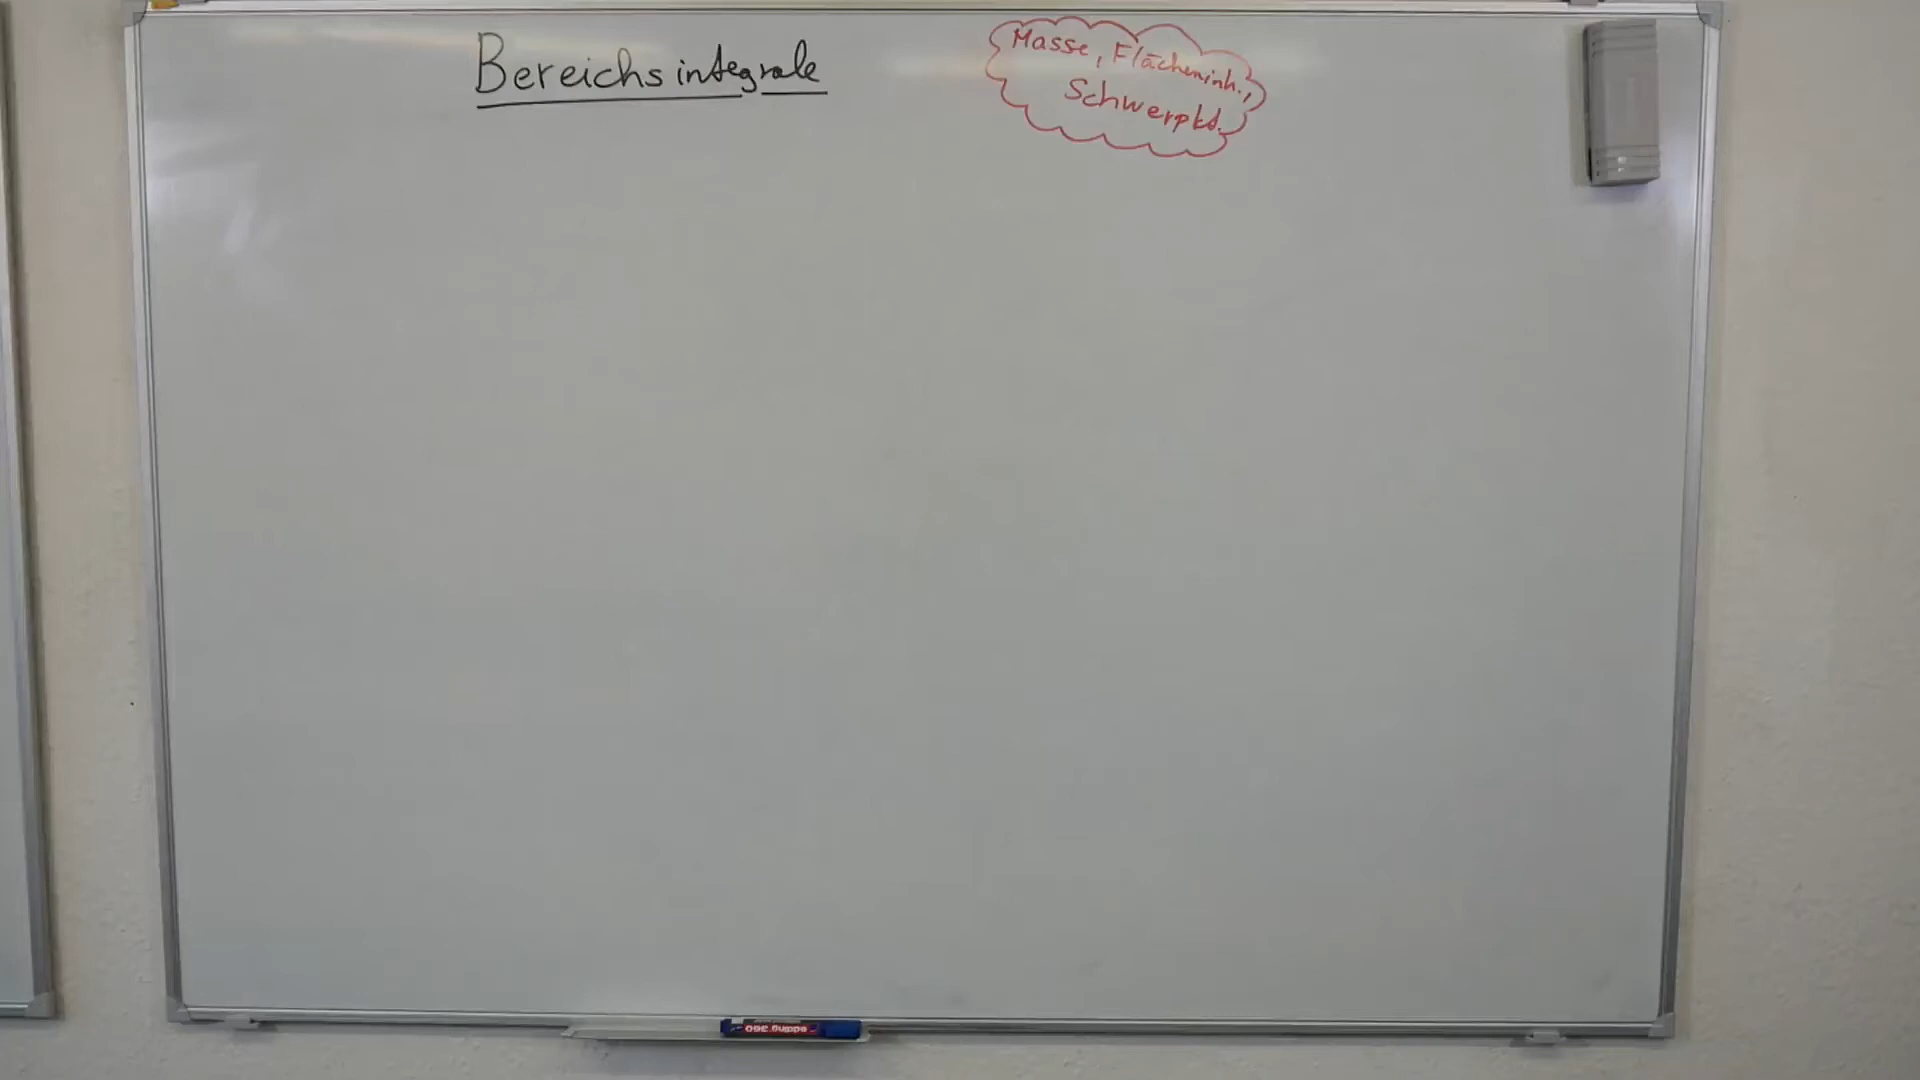 Bereichsintegrale
Masse, Flächeninh.,
Schwerpkt.
edding 360